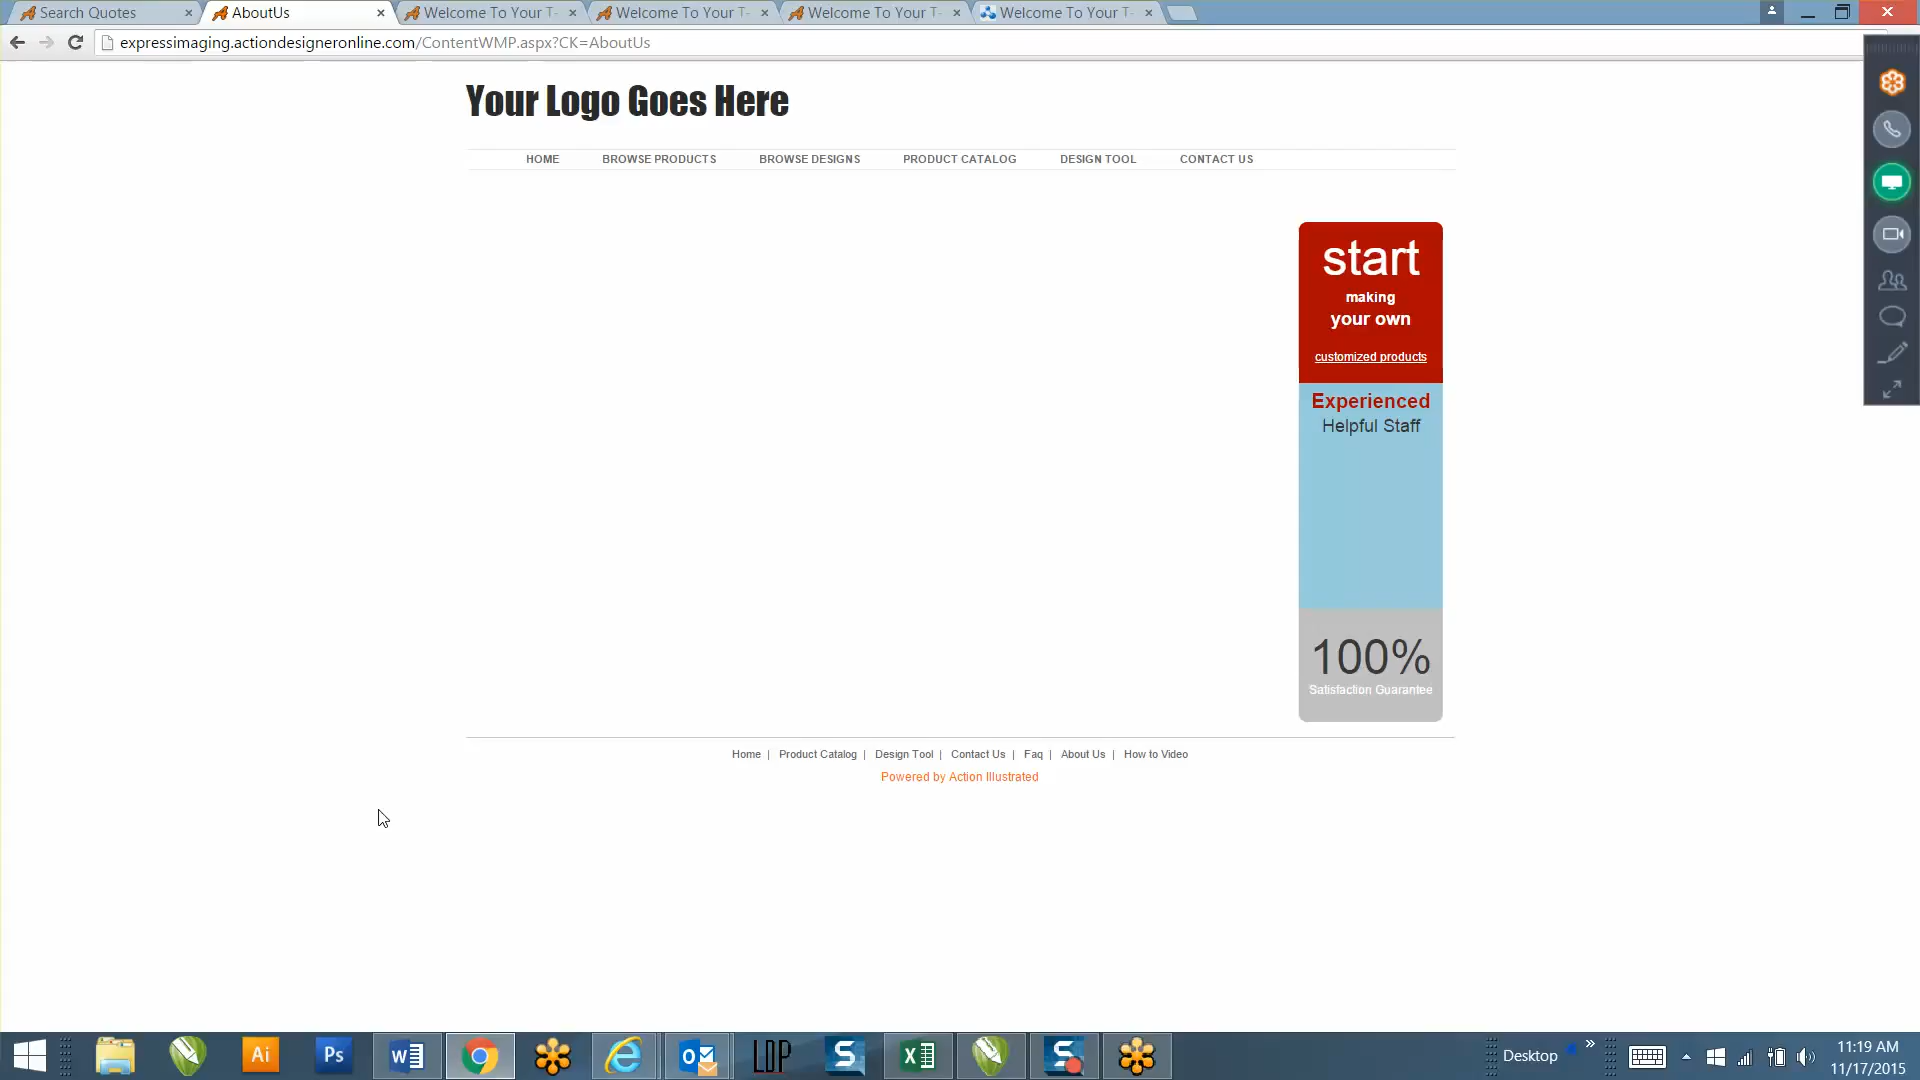 Search Quotes
AboutUs
Welcome To Your T-
Welcome To Your T-
Welcome To Your T-
Welcome To Your T-
expressimaging.actiondesigneronline.com/ContentWMP.aspx?CK=AboutUs
Your Logo Goes Here
HOME BROWSE PRODUCTS BROWSE DESIGNS PRODUCT CATALOG DESIGN TOOL CONTACT US
start
making
your own
customized products
Experienced
Helpful Staff
100%
Satisfaction Guarantee
Home | Product Catalog | Design Tool | Contact Us | Faq | About Us | How to Video
Powered by Action Illustrated
Ai
Ps
W
LDP
S
X
S
Desktop
»
11:19 AM
11/17/2015